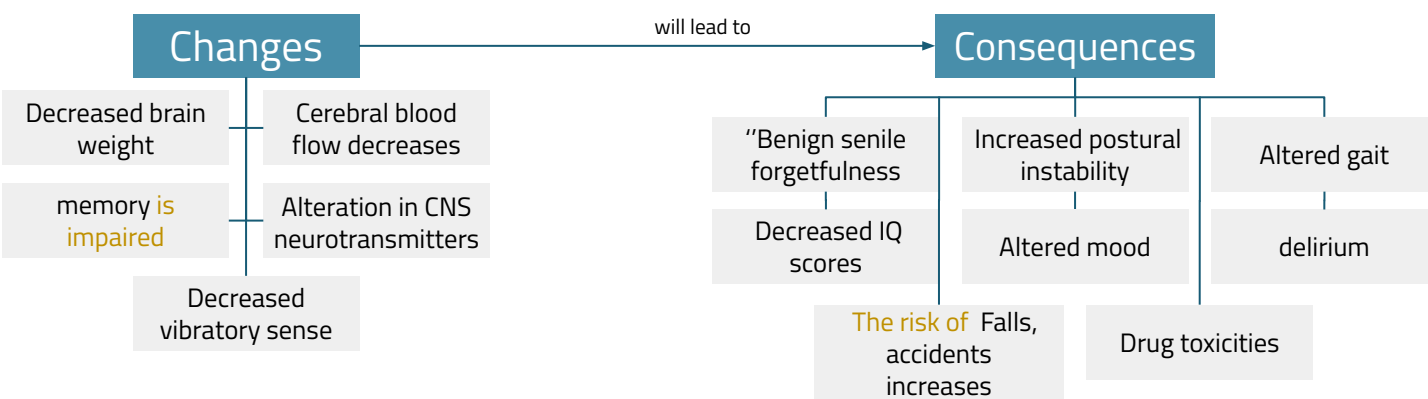 Changes
will lead to
Consequences
Decreased brain
weight
Cerebral blood
flow decreases
memory is
impaired
Alteration in CNS
neurotransmitters
Decreased
vibratory sense
‘’Benign senile
forgetfulness
Increased postural
instability
Altered gait
Decreased IQ
scores
Altered mood
delirium
The risk of Falls,
accidents
increases
Drug toxicities